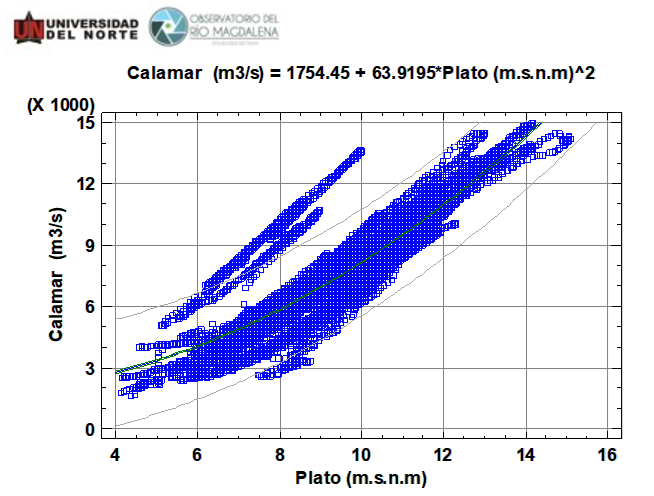 UNIVERSIDAD
DEL NORTE
OBSERVATORIO DEL
RÍO MAGDALENA
Calamar (m3/s) = 1754.45 + 63.9195*Plato (m.s.n.m)^2
(X 1000)
15
12
9
6
3
0
Calamar (m3/s)
4 6 8 10 12 14 16
Plato (m.s.n.m)